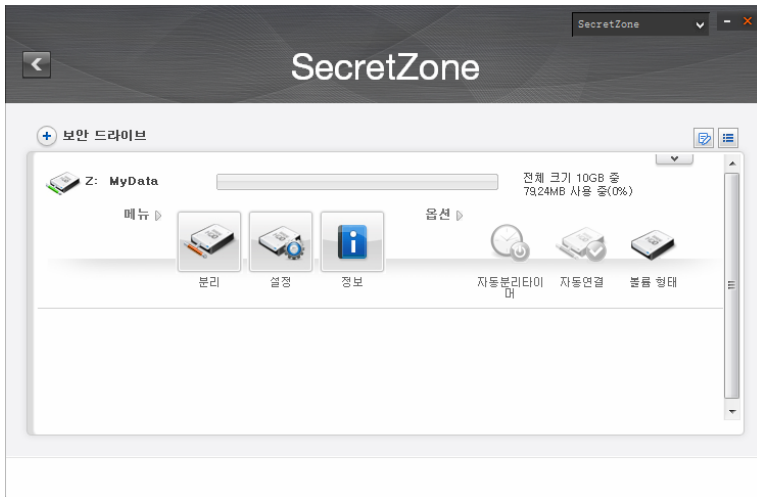 SecretZone
SecretZone
보안 드라이브
Z: MyData
전체 크기 10GB 중
79,24MB 사용 중(0%)
메뉴
옵션
분리
설정
정보
자동분리타이
머
자동연결
볼륨 형태